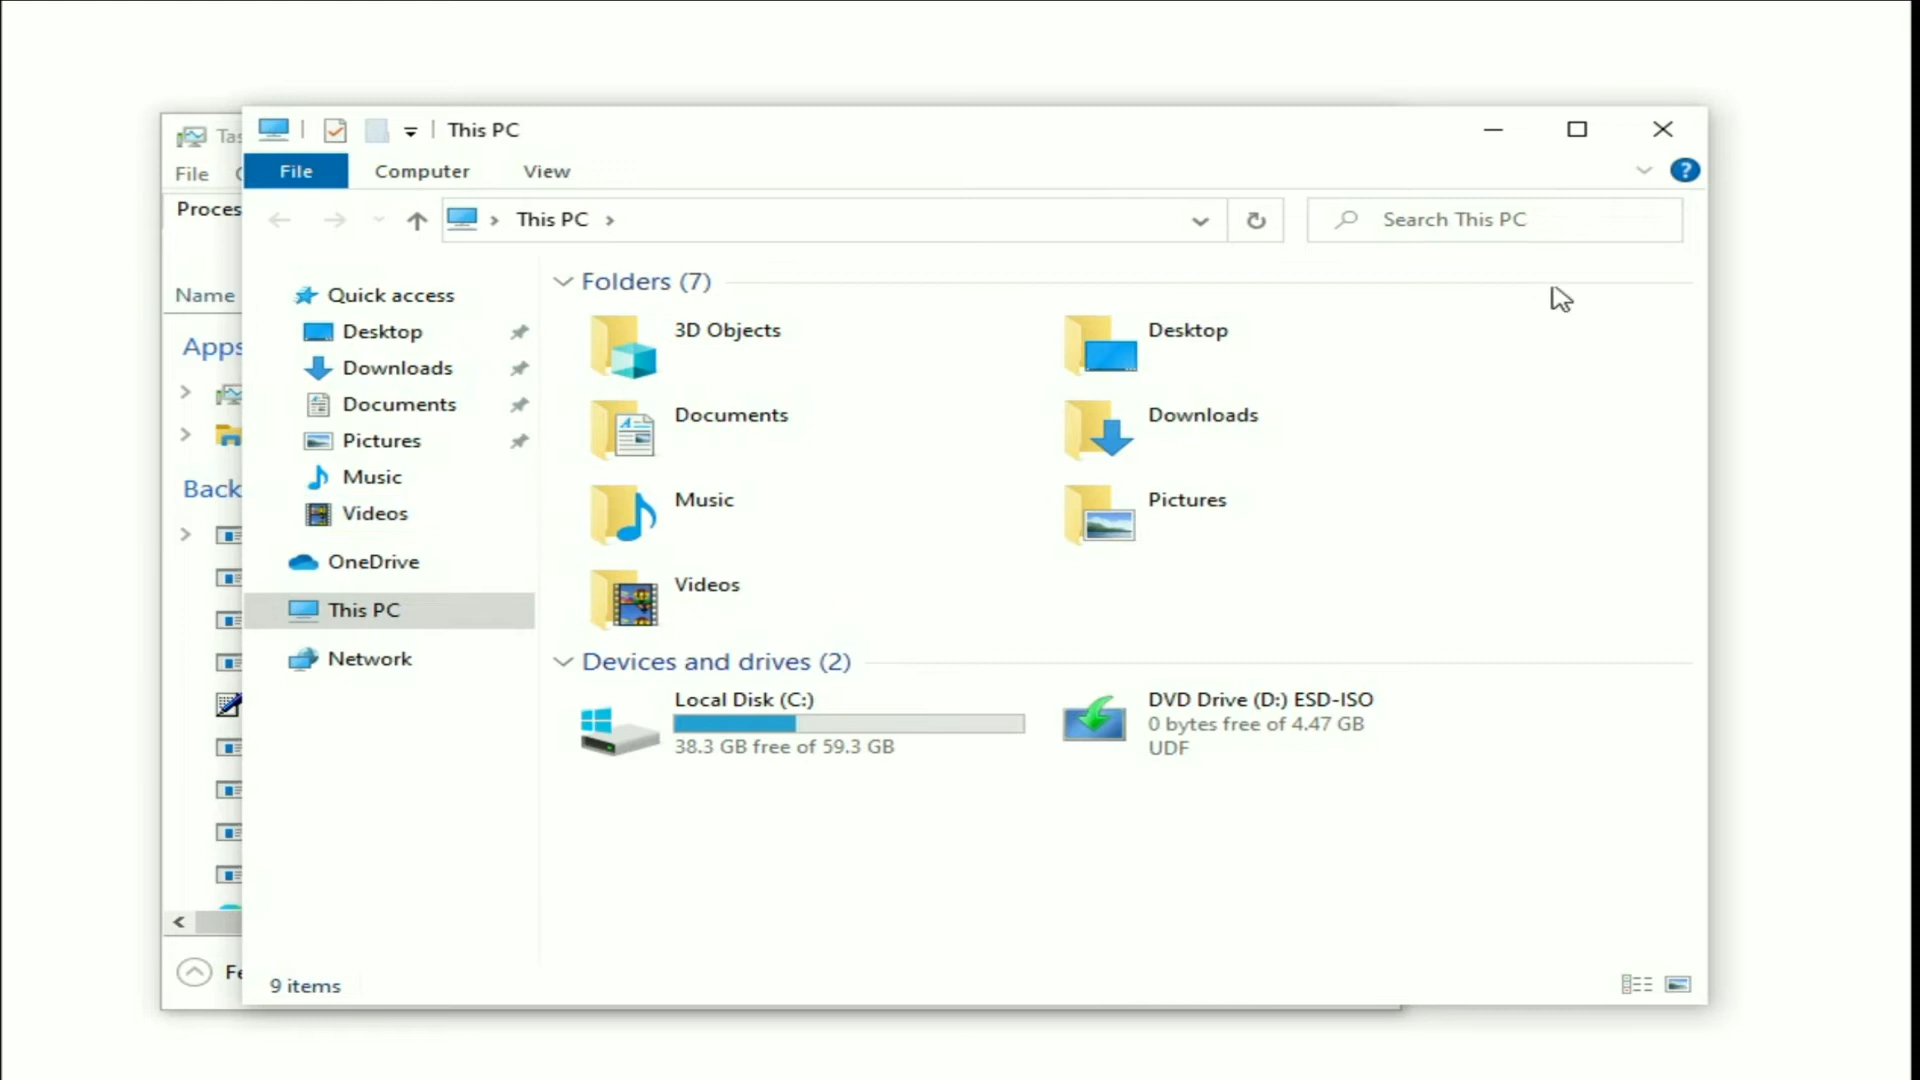 This PC
File
Computer
View
This PC
Search This PC
File
Name
Quick access
Desktop
Downloads
Documents
Pictures
Music
Videos
OneDrive
This PC
Network
Folders (7)
3D Objects
Desktop
Documents
Downloads
Music
Pictures
Videos
Devices and drives (2)
Local Disk (C:)
38.3 GB free of 59.3 GB
DVD Drive (D:) ESD-ISO
0 bytes free of 4.47 GB
UDF
Apps
Back
Proces
Tas
Fe
9 items